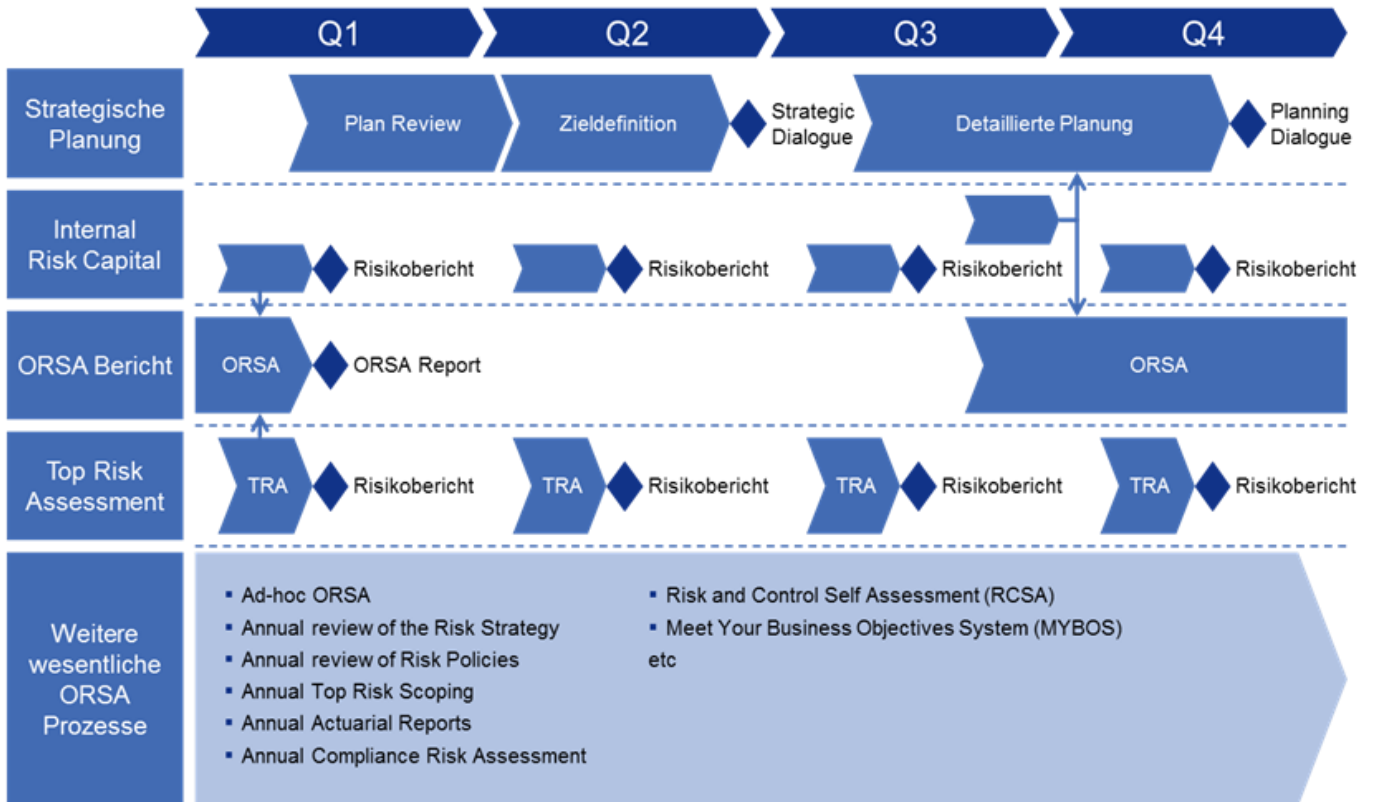 Q1
Q2
Q3
Q4
Strategische
Planung
Plan Review
Zieldefinition
Strategic
Dialogue
Detaillierte Planung
Planning
Dialogue
Internal
Risk Capital
Risikobericht
Risikobericht
Risikobericht
Risikobericht
ORSA Bericht
ORSA
ORSA Report
ORSA
Top Risk
Assessment
TRA
Risikobericht
TRA
Risikobericht
TRA
Risikobericht
TRA
Risikobericht
Weitere
wesentliche
ORSA
Prozesse
▪ Ad-hoc ORSA
▪ Annual review of the Risk Strategy
▪ Annual review of Risk Policies
▪ Annual Top Risk Scoping
▪ Annual Actuarial Reports
▪ Annual Compliance Risk Assessment
▪ Risk and Control Self Assessment (RCSA)
▪ Meet Your Business Objectives System (MYBOS)
etc